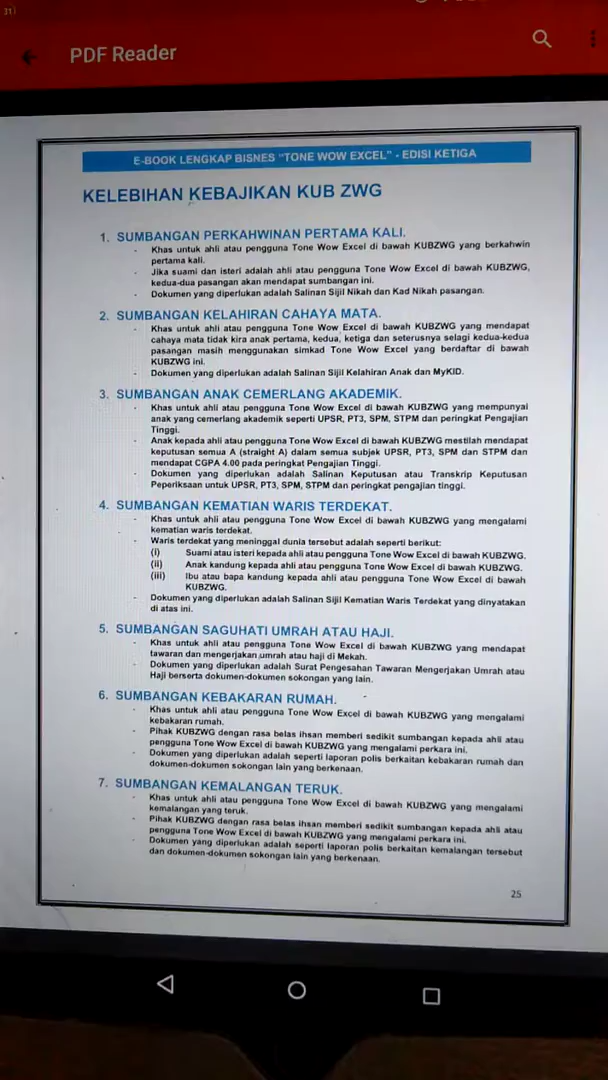 31
PDF Reader
E-BOOK LENGKAP BISNES "TONE WOW EXCEL" - EDISI KETIGA
KELEBIHAN KEBAJIKAN KUB ZWG
1. SUMBANGAN PERKAHWINAN PERTAMA KALI.
- Khas untuk ahli atau pengguna Tone Wow Excel di bawah KUBZWG yang berkahwin
pertama kali.
- Jika suami dan isteri adalah ahli atau pengguna Tone Wow Excel di bawah KUBZWG,
kedua-dua pasangan akan mendapat sumbangan ini.
- Dokumen yang diperlukan adalah Salinan Sijil Nikah dan Kad Nikah pasangan.
2. SUMBANGAN KELAHIRAN CAHAYA MATA.
- Khas untuk ahli atau pengguna Tone Wow Excel di bawah KUBZWG yang mendapat
cahaya mata tidak kira anak pertama, kedua, ketiga dan seterusnya selagi kedua-kedua
pasangan masih menggunakan simkad Tone Wow Excel yang berdaftar di bawah
KUBZWG ini.
- Dokumen yang diperlukan adalah Salinan Sijil Kelahiran Anak dan MyKID.
3. SUMBANGAN ANAK CEMERLANG AKADEMIK.
- Khas untuk ahli atau pengguna Tone Wow Excel di bawah KUBZWG yang mempunyai
anak yang cemerlang akademik seperti UPSR, PT3, SPM, STPM dan peringkat Pengajian
Tinggi.
- Anak kepada ahli atau pengguna Tone Wow Excel di bawah KUBZWG mestilah mendapat
keputusan semua A (straight A) dalam semua subjek UPSR, PT3, SPM dan STPM dan
mendapat CGPA 4.00 pada peringkat Pengajian Tinggi.
- Dokumen yang diperlukan adalah Salinan Keputusan atau Transkrip Keputusan
Peperiksaan untuk UPSR, PT3, SPM, STPM dan peringkat pengajian tinggi.
4. SUMBANGAN KEMATIAN WARIS TERDEKAT.
- Khas untuk ahli atau pengguna Tone Wow Excel di bawah KUBZWG yang mengalami
kematian waris terdekat.
- Waris terdekat yang meninggal dunia tersebut adalah seperti berikut:
(i) Suami atau isteri kepada ahli atau pengguna Tone Wow Excel di bawah KUBZWG.
(ii) Anak kandung kepada ahli atau pengguna Tone Wow Excel di bawah KUBZWG.
(iii) Ibu atau bapa kandung kepada ahli atau pengguna Tone Wow Excel di bawah
KUBZWG.
- Dokumen yang diperlukan adalah Salinan Sijil Kematian Waris Terdekat yang dinyatakan
di atas ini.
5. SUMBANGAN SAGUHATI UMRAH ATAU HAJI.
- Khas untuk ahli atau pengguna Tone Wow Excel di bawah KUBZWG yang mendapat
tawaran dan mengerjakan umrah atau haji di Mekah.
- Dokumen yang diperlukan adalah Surat Pengesahan Tawaran Mengerjakan Umrah atau
Haji berserta dokumen-dokumen sokongan yang lain.
6. SUMBANGAN KEBAKARAN RUMAH.
- Khas untuk ahli atau pengguna Tone Wow Excel di bawah KUBZWG yang mengalami
kebakaran rumah.
- Pihak KUBZWG dengan rasa belas ihsan memberi sedikit sumbangan kepada ahli atau
pengguna Tone Wow Excel di bawah KUBZWG yang mengalami perkara ini.
- Dokumen yang diperlukan adalah seperti laporan polis berkaitan kebakaran rumah dan
dokumen-dokumen sokongan lain yang berkenaan.
7. SUMBANGAN KEMALANGAN TERUK.
- Khas untuk ahli atau pengguna Tone Wow Excel di bawah KUBZWG yang mengalami
kemalangan yang teruk.
- Pihak KUBZWG dengan rasa belas ihsan memberi sedikit sumbangan kepada ahli atau
pengguna Tone Wow Excel di bawah KUBZWG yang mengalami perkara ini.
- Dokumen yang diperlukan adalah seperti laporan polis berkaitan kemalangan tersebut
dan dokumen-dokumen sokongan lain yang berkenaan.
25